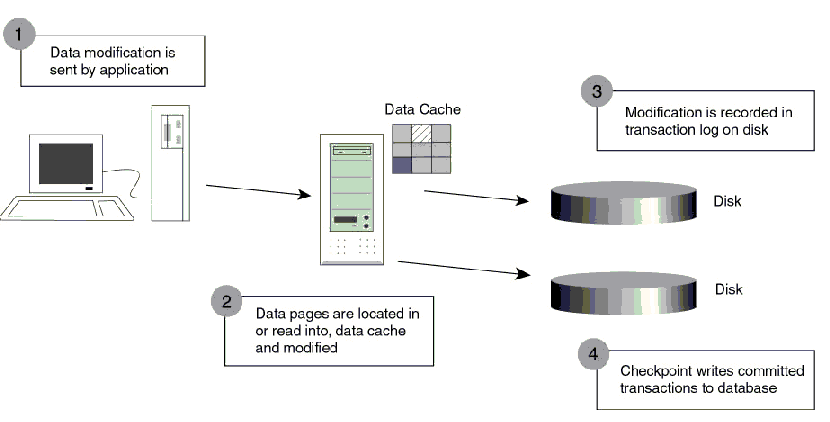 1
Data modification is
sent by application
Data Cache
3
Modification is recorded in
transaction log on disk
Disk
2
Data pages are located in
or read into, data cache
and modified
Disk
4
Checkpoint writes committed
transactions to database